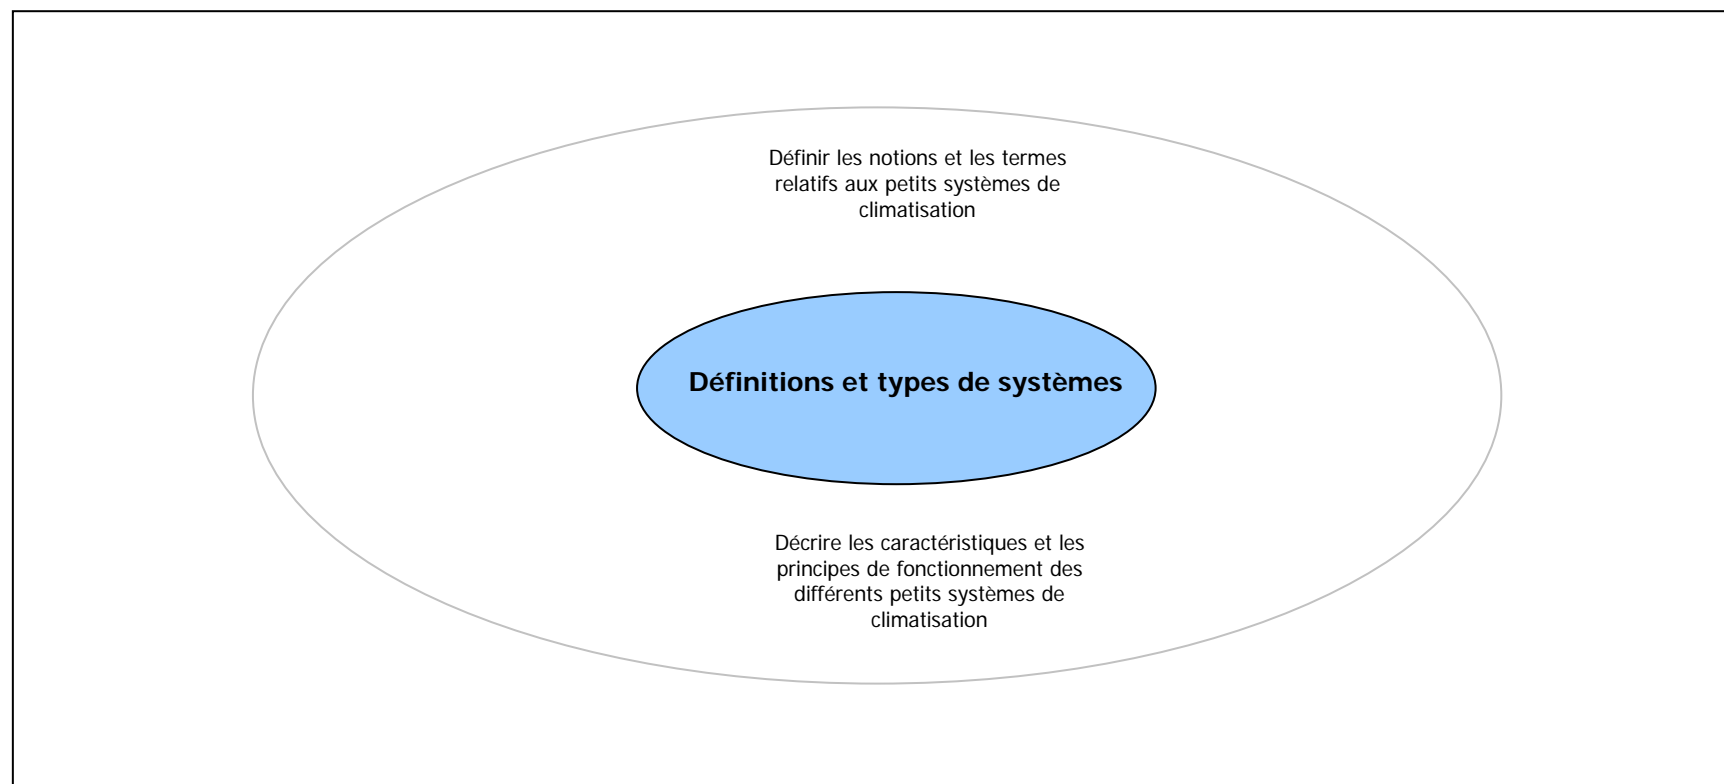 Définir les notions et les termes
relatifs aux petits systèmes de
climatisation
Définitions et types de systèmes
Décrire les caractéristiques et les
principes de fonctionnement des
différents petits systèmes de
climatisation